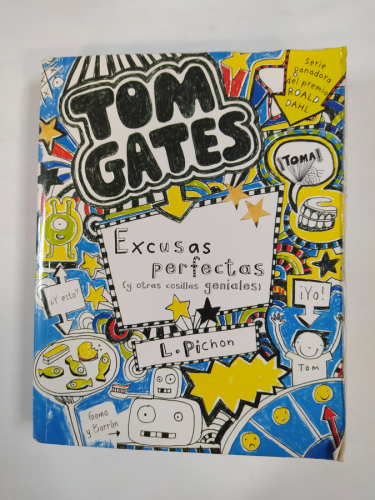 TOM
GATES
Serie
ganadora
del premio
ROALD
DAHL
¡TOMA!
Excusas
perfectas
(y otras cosillas geniales)
¿Y esto?
¡Yo!
L. Pichon
Tom
Goma
y Borrón